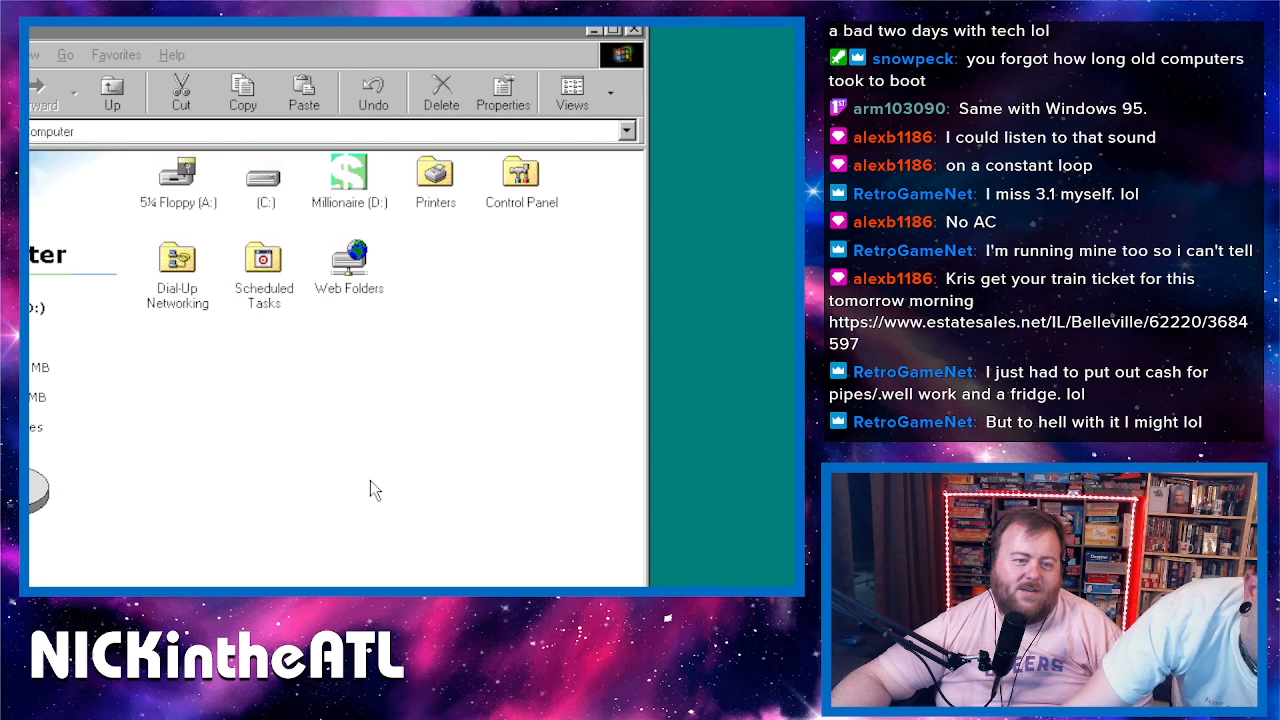 Go Favorites Help
Up Cut Copy Paste Undo Delete Properties Views
omputer
5¼ Floppy (A:) (C:) Millionaire (D:) Printers Control Panel
ter
Dial-Up Networking
Scheduled Tasks
Web Folders
MB
MB
es
NICKintheATL
a bad two days with tech lol
snowpeck: you forgot how long old computers
took to boot
1ST arm103090: Same with Windows 95.
alexb1186: I could listen to that sound
alexb1186: on a constant loop
RetroGameNet: I miss 3.1 myself. lol
alexb1186: No AC
RetroGameNet: I'm running mine too so i can't tell
alexb1186: Kris get your train ticket for this
tomorrow morning
https://www.estatesales.net/IL/Belleville/62220/3684
597
RetroGameNet: I just had to put out cash for
pipes/.well work and a fridge. lol
RetroGameNet: But to hell with it I might lol